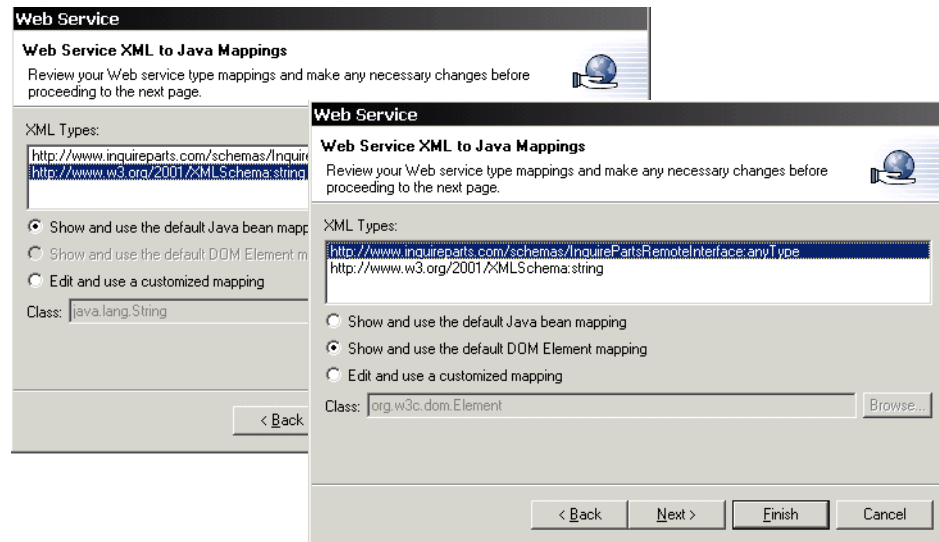 Web Service
Web Service XML to Java Mappings
Review your Web service type mappings and make any necessary changes before
proceeding to the next page.
XML Types:
http://www.inquireparts.com/schemas/Inquire
http://www.w3.org/2001/XMLSchema:string
Show and use the default Java bean mapp
Show and use the default DOM Element m
Edit and use a customized mapping
Class: java.lang.String
< Back
Web Service
Web Service XML to Java Mappings
Review your Web service type mappings and make any necessary changes before
proceeding to the next page.
XML Types:
http://www.inquireparts.com/schemas/InquirePartsRemoteInterface:anyType
http://www.w3.org/2001/XMLSchema:string
Show and use the default Java bean mapping
Show and use the default DOM Element mapping
Edit and use a customized mapping
Class: org.w3c.dom.Element Browse...
< Back Next > Finish Cancel